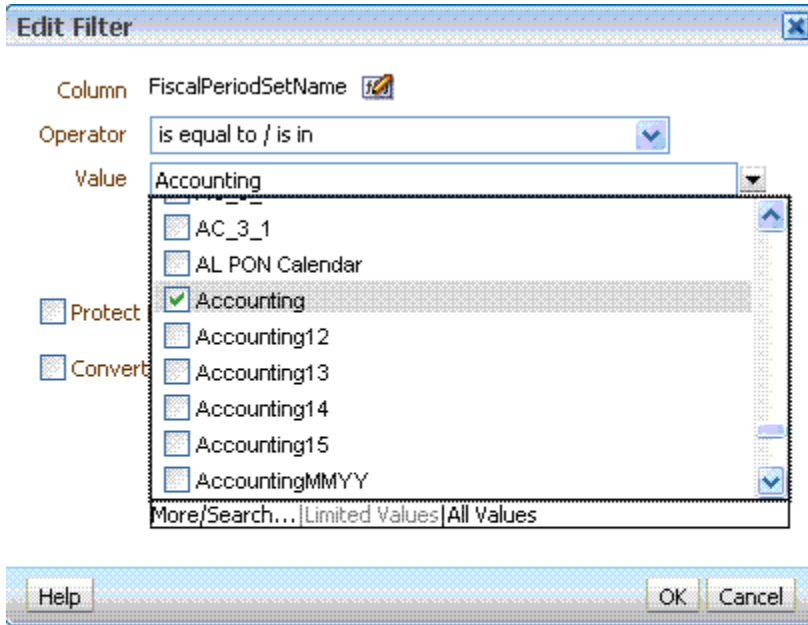 Edit Filter
Column FiscalPeriodSetName
Operator is equal to / is in
Value Accounting
AC_3_1
AL PON Calendar
Accounting
Protect
Accounting12
Convert
Accounting13
Accounting14
Accounting15
AccountingMMYY
More/Search...|Limited Values|All Values
Help OK Cancel